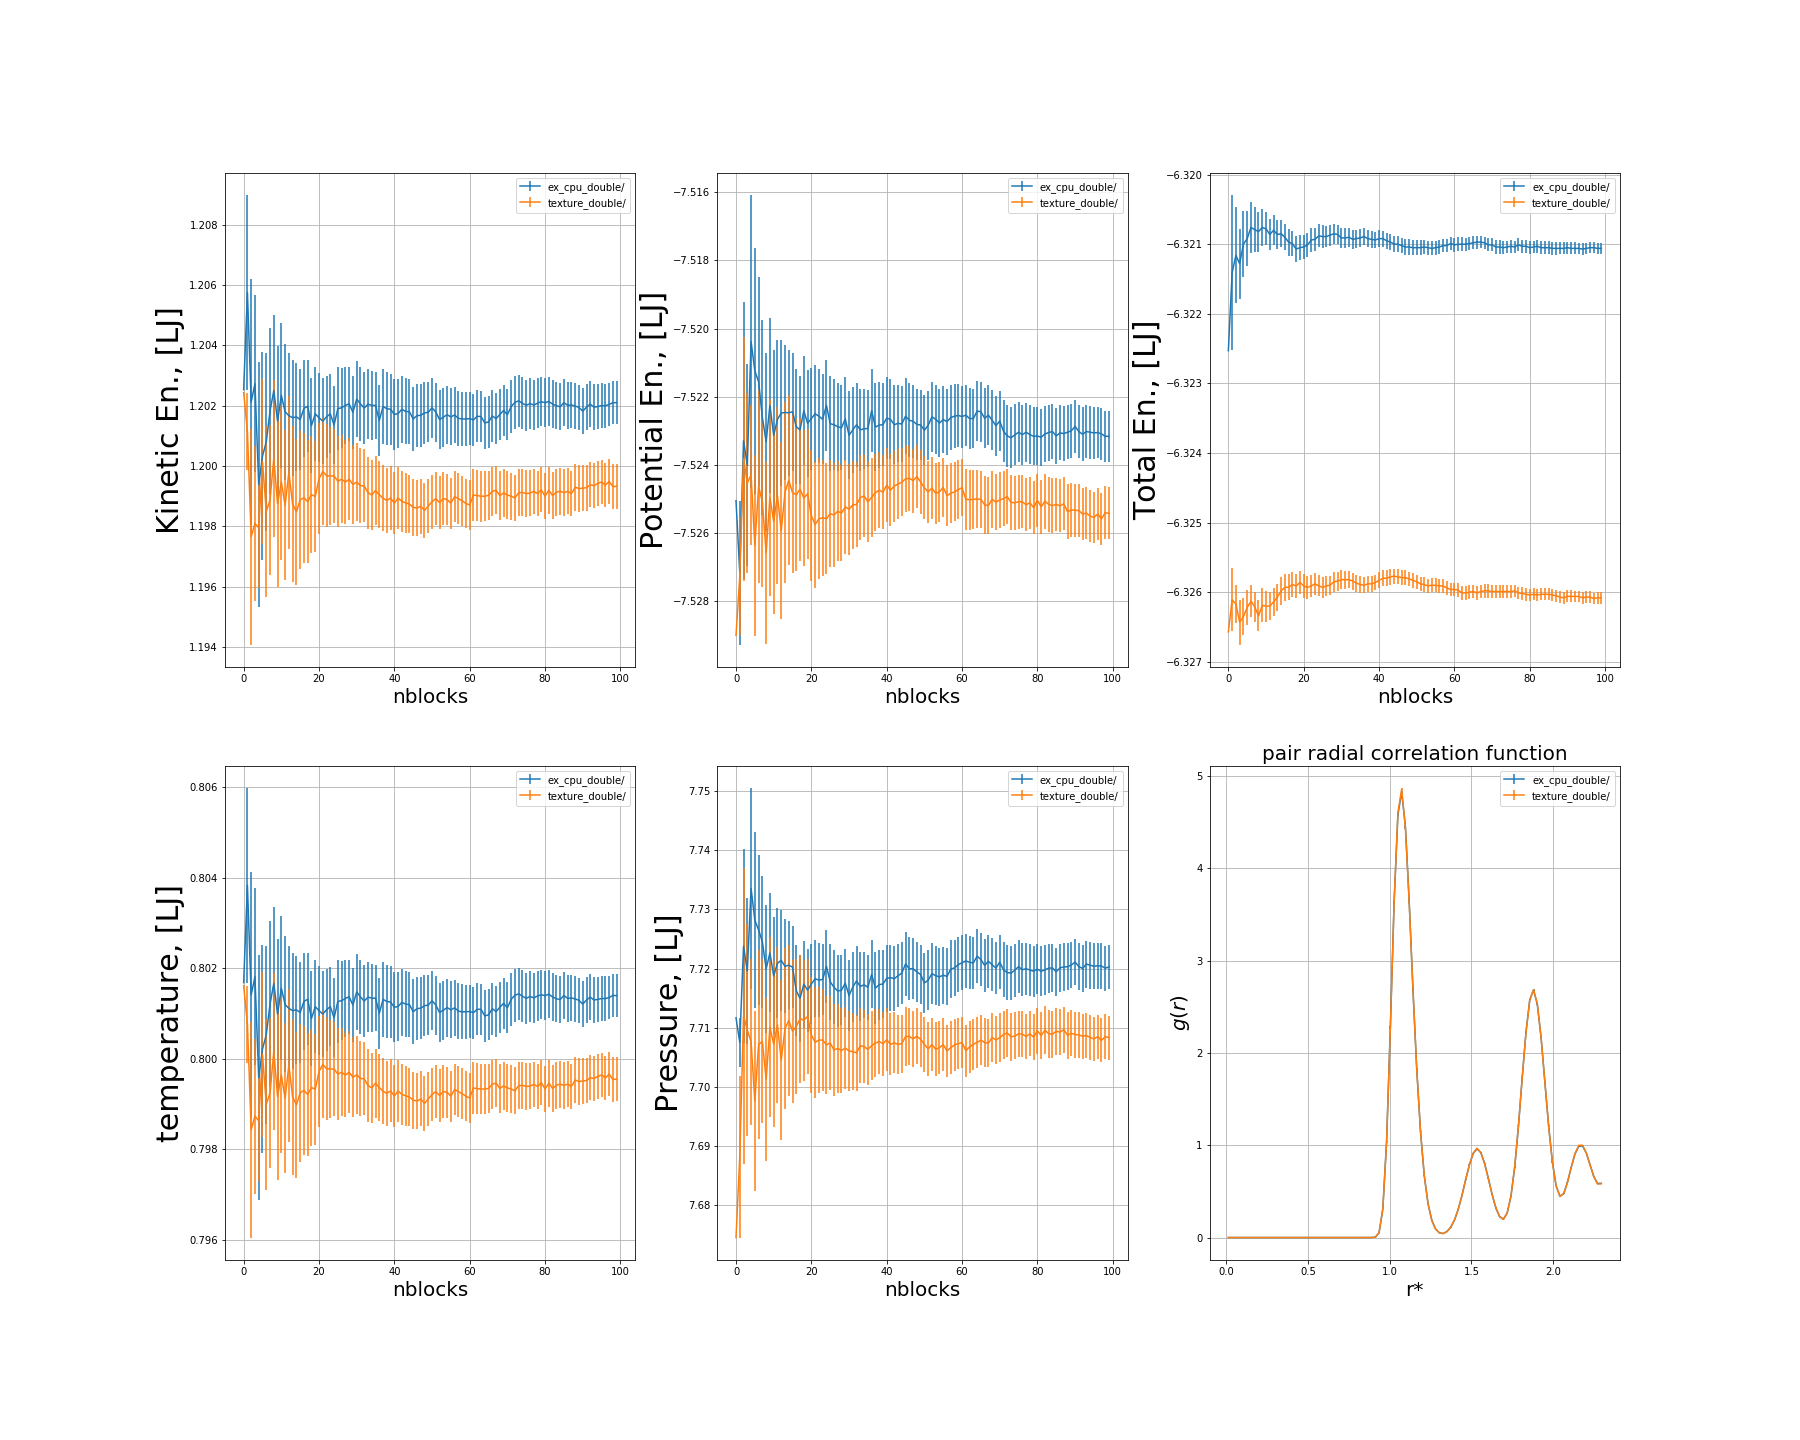 Kinetic En., [LJ]
1.208
1.206
1.204
1.202
1.200
1.198
1.196
1.194
ex_cpu_double/
texture_double/
0 20 40 60 80 100
nblocks
Potential En., [LJ]
−7.516
−7.518
−7.520
−7.522
−7.524
−7.526
−7.528
ex_cpu_double/
texture_double/
0 20 40 60 80 100
nblocks
Total En., [LJ]
−6.320
−6.321
−6.322
−6.323
−6.324
−6.325
−6.326
−6.327
ex_cpu_double/
texture_double/
0 20 40 60 80 100
nblocks
temperature, [LJ]
0.806
0.804
0.802
0.800
0.798
0.796
ex_cpu_double/
texture_double/
0 20 40 60 80 100
nblocks
Pressure, [LJ]
7.75
7.74
7.73
7.72
7.71
7.70
7.69
7.68
ex_cpu_double/
texture_double/
0 20 40 60 80 100
nblocks
pair radial correlation function
g(r)
5
4
3
2
1
0
ex_cpu_double/
texture_double/
0.0 0.5 1.0 1.5 2.0
r*